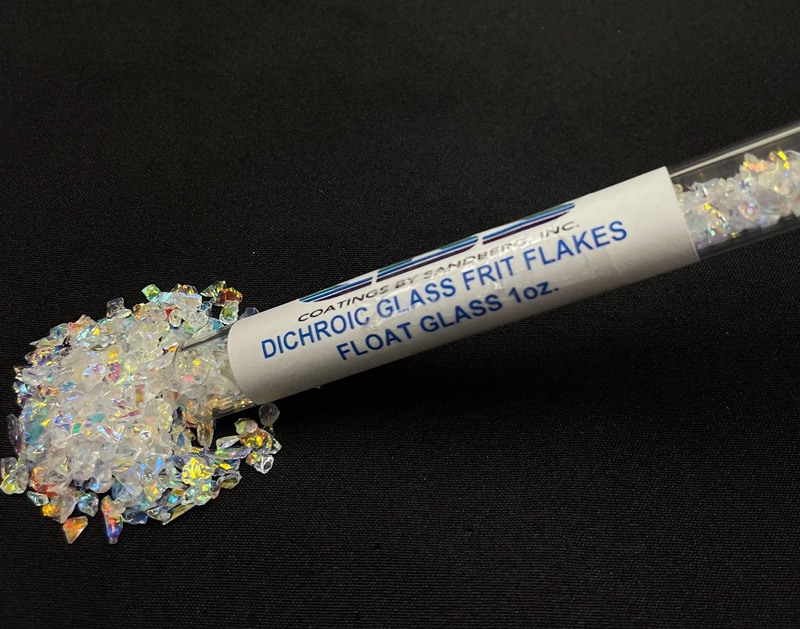 COATINGS BY SANDBERG, INC.
DICHROIC GLASS FRIT FLAKES
FLOAT GLASS 1oz.